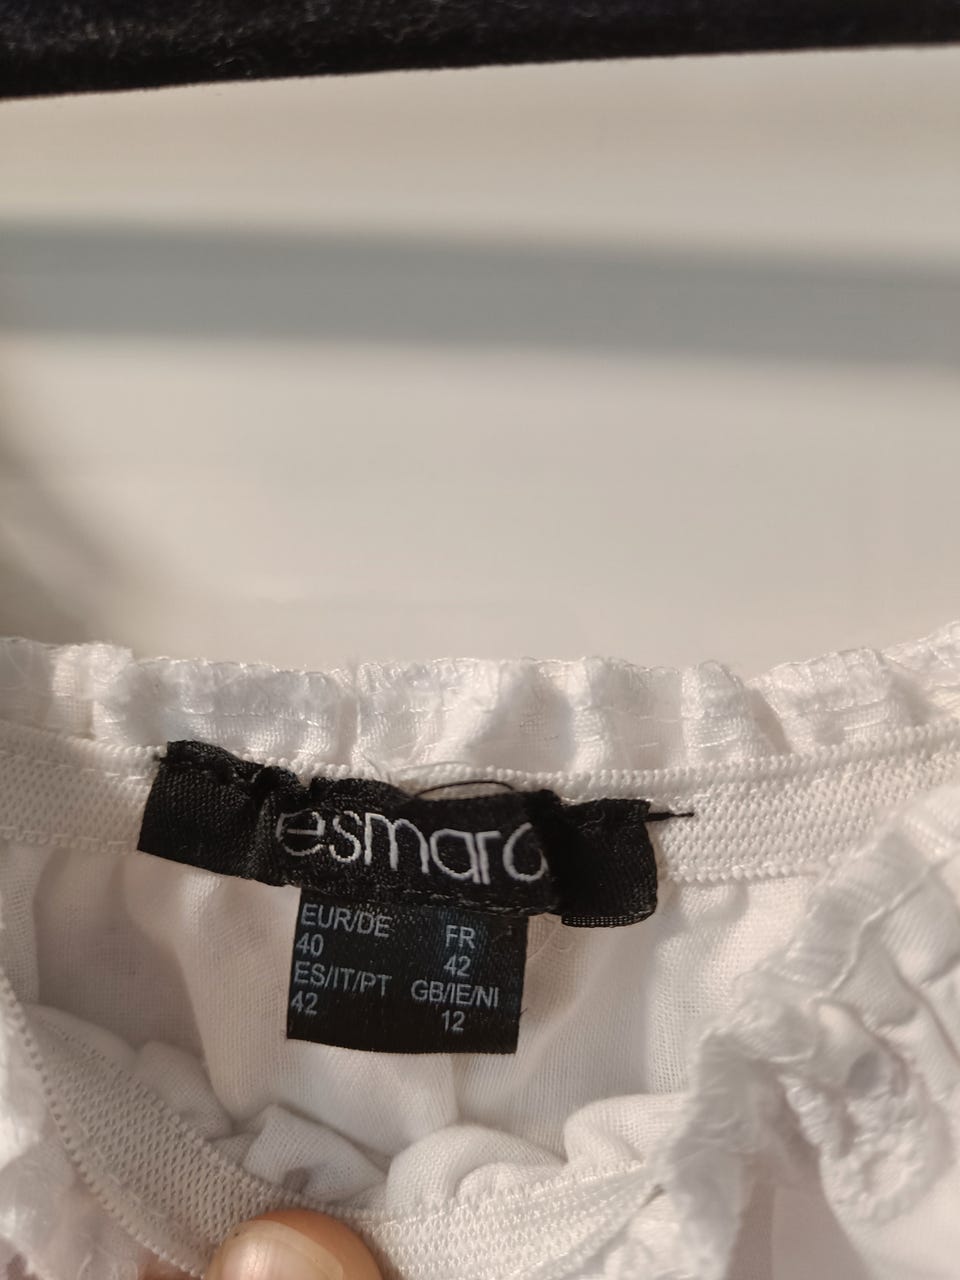 esmara
EUR/DE
40
FR
42
ES/IT/PT
42
GB/IE/NI
12